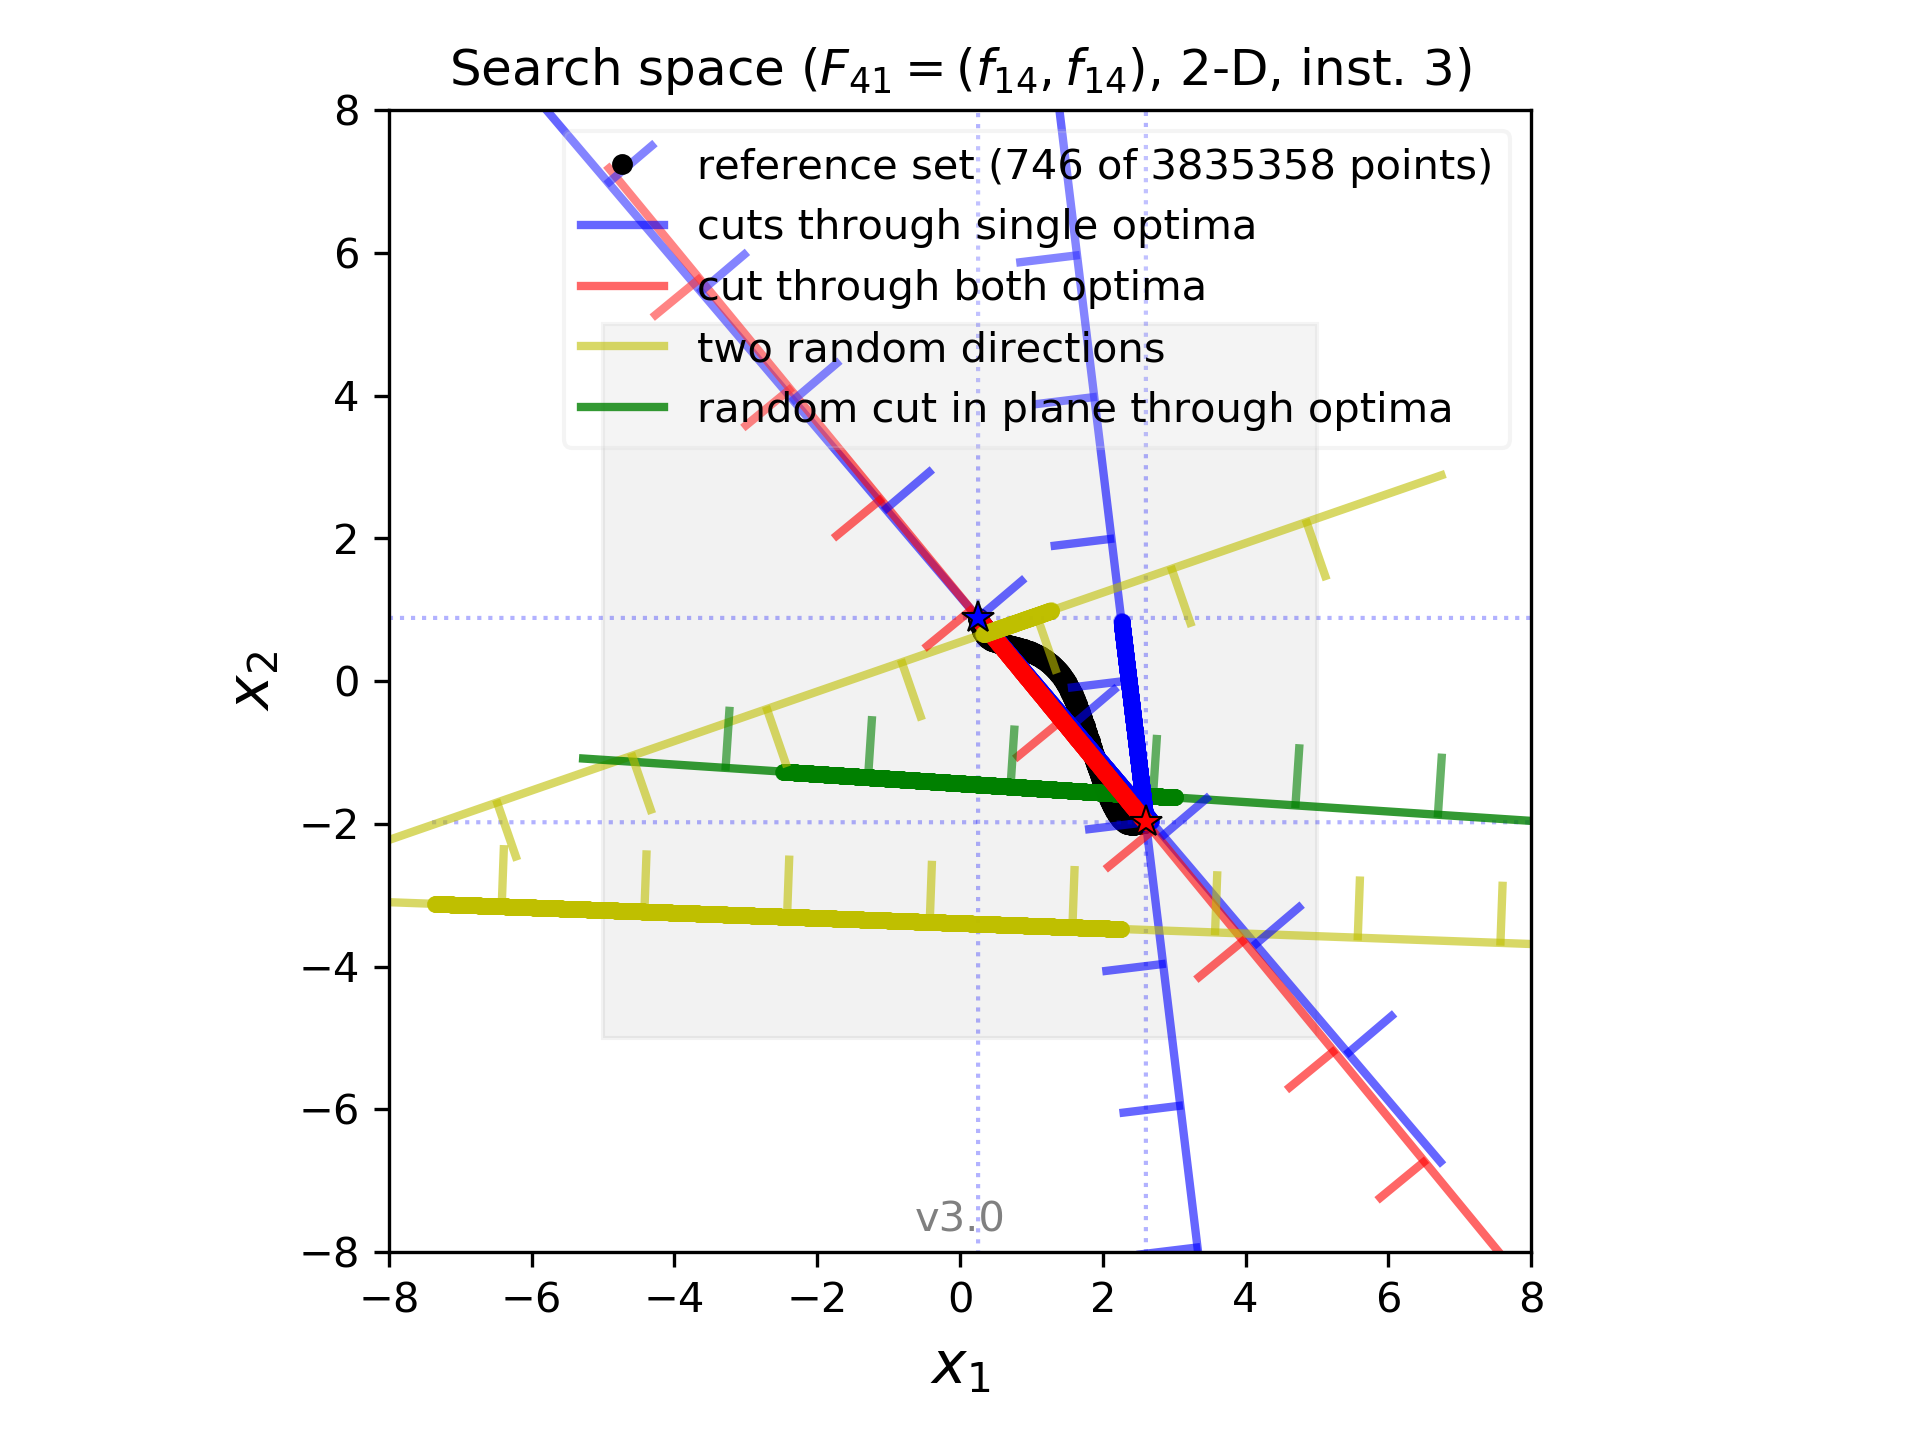 Search space (F41 = (f14, f14), 2-D, inst. 3)
8
6
4
2
0
−2
−4
−6
−8
x2
reference set (746 of 3835358 points)
cuts through single optima
cut through both optima
two random directions
random cut in plane through optima
v3.0
−8 −6 −4 −2 0 2 4 6 8
x1